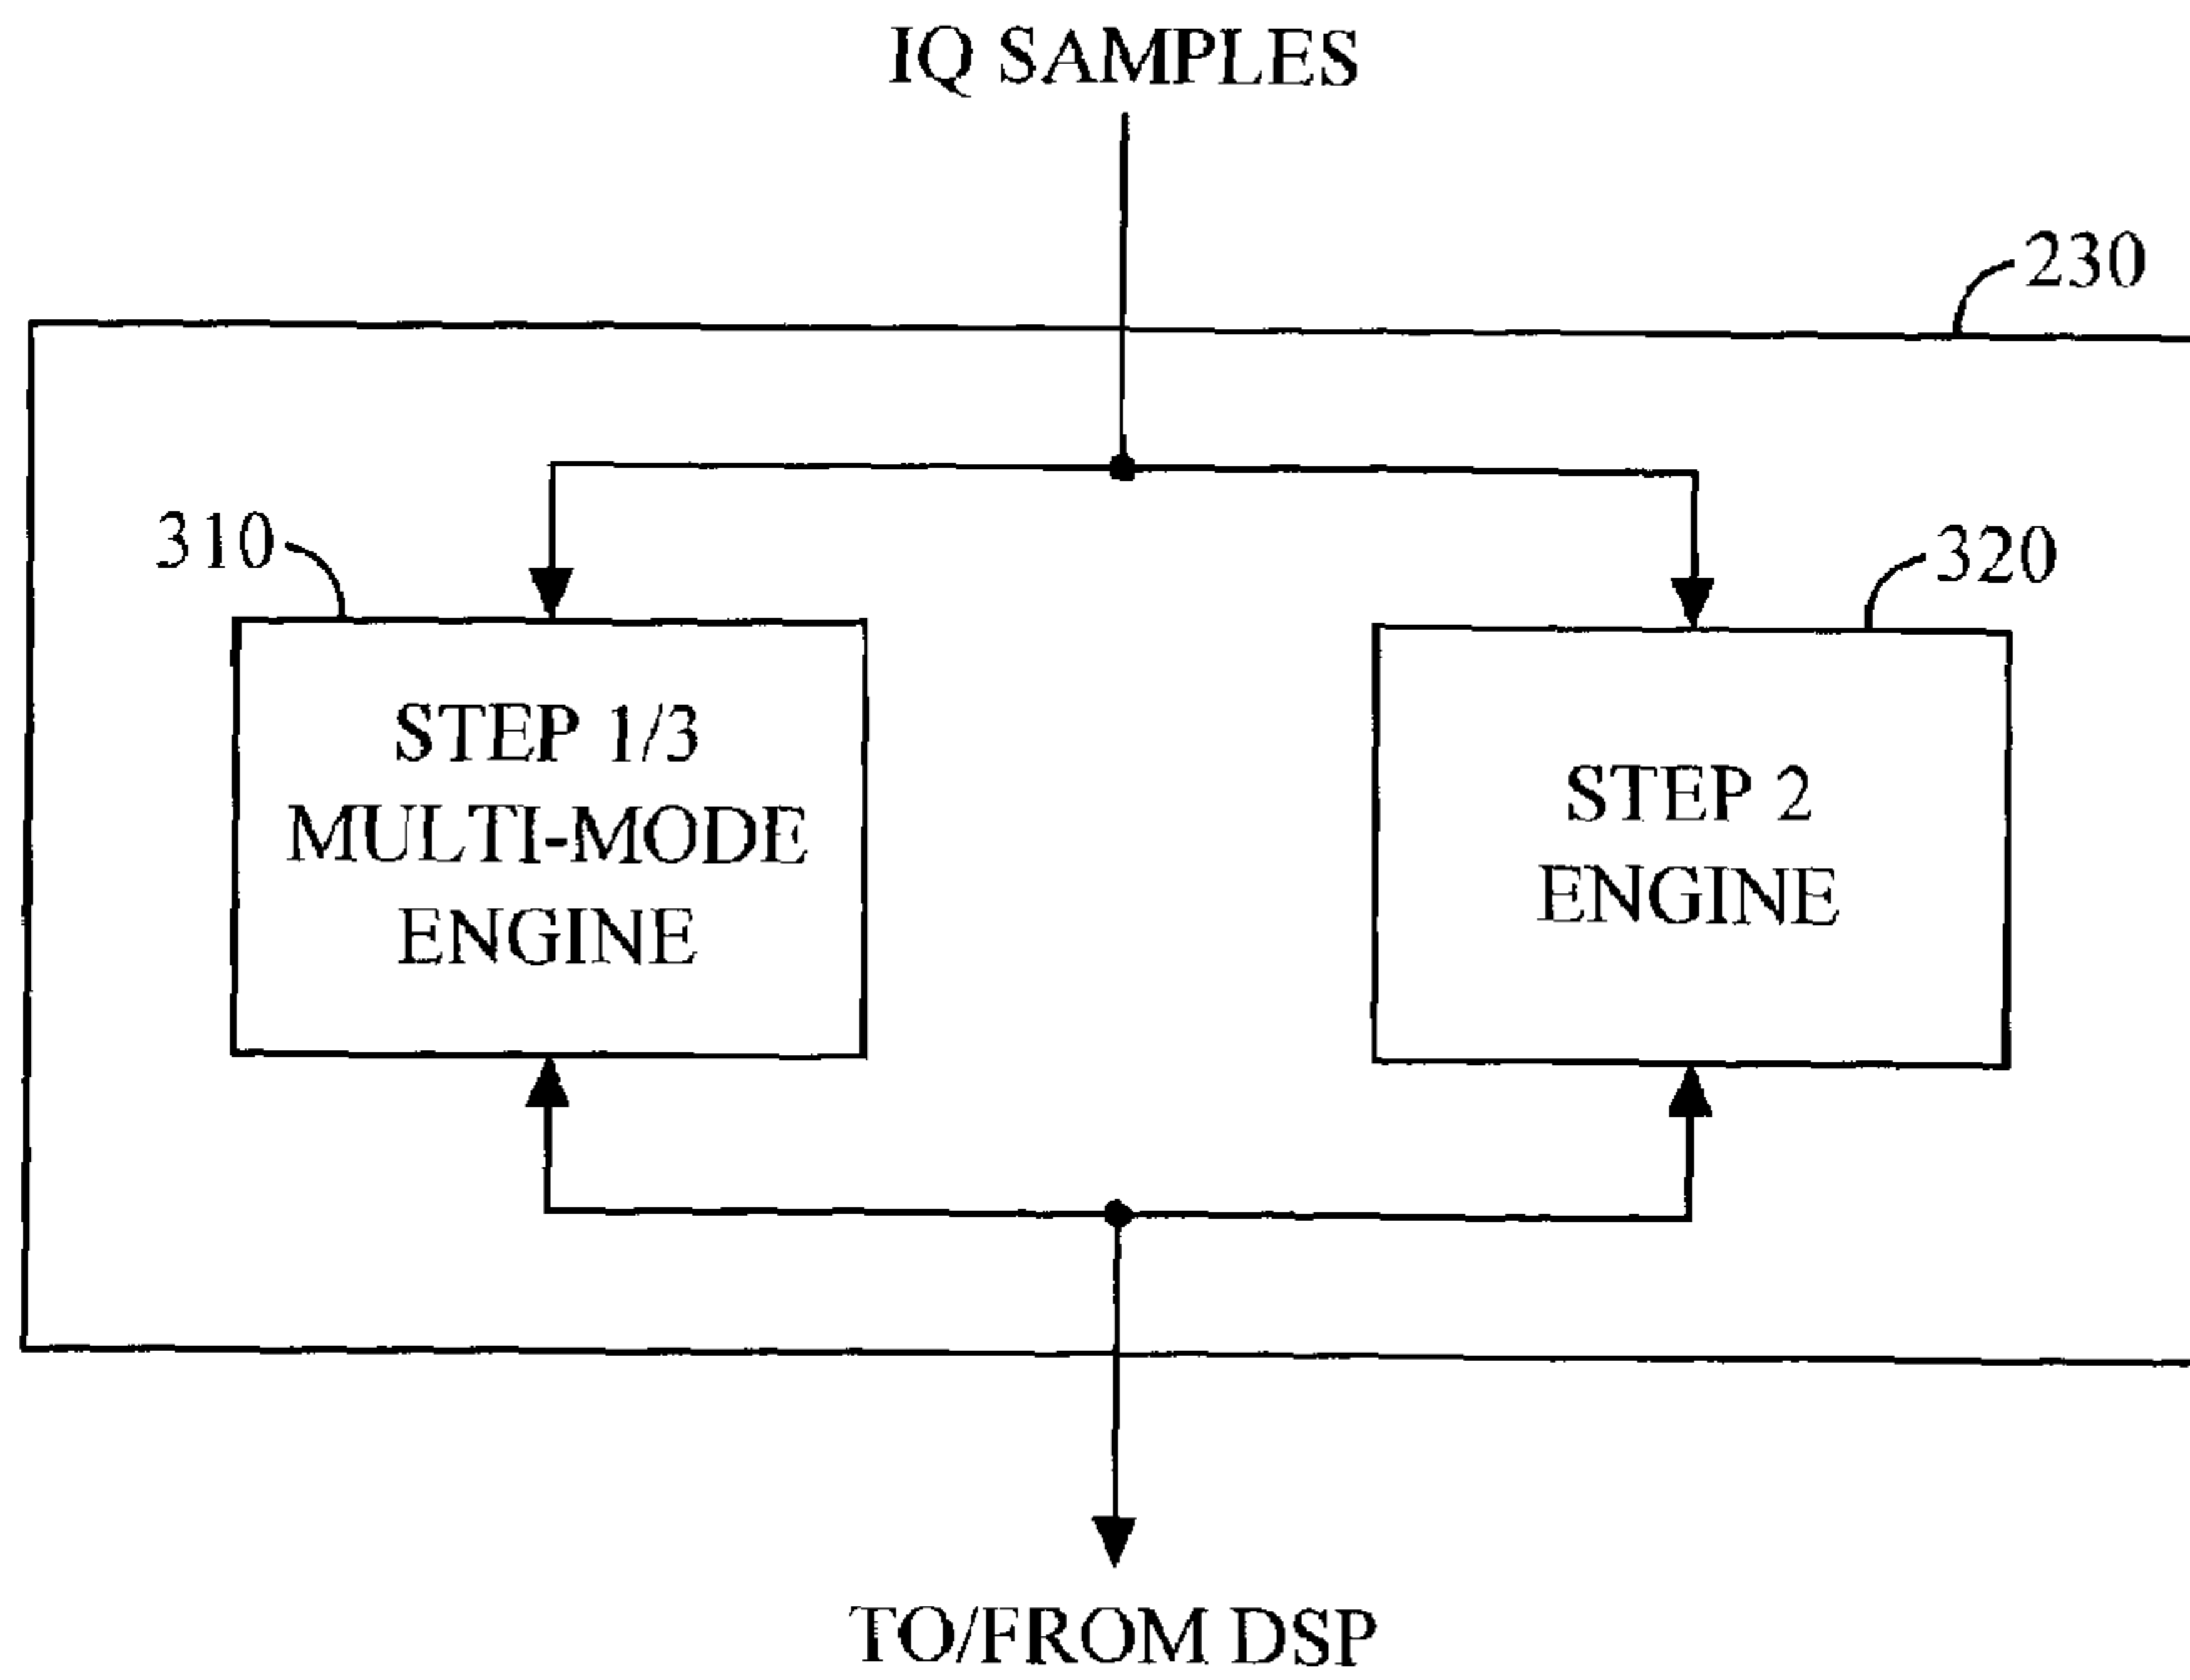 IQ SAMPLES
230
310
320
STEP 1/3
MULTI-MODE
ENGINE
STEP 2
ENGINE
TO/FROM DSP